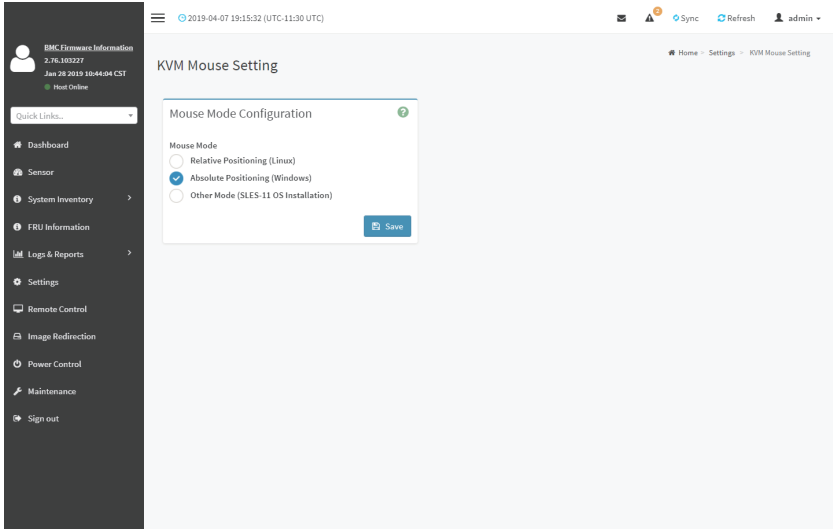 2019-04-07 19:15:32 (UTC-11:30 UTC)
2
Sync
Refresh
admin
BMC Firmware Information
2.76.103227
Jan 28 2019 10:44:04 CST
Host Online
Quick Links..
Dashboard
Sensor
System Inventory
FRU Information
Logs & Reports
Settings
Remote Control
Image Redirection
Power Control
Maintenance
Sign out
KVM Mouse Setting
Home > Settings > KVM Mouse Setting
Mouse Mode Configuration
?
Mouse Mode
Relative Positioning (Linux)
Absolute Positioning (Windows)
Other Mode (SLES-11 OS Installation)
Save